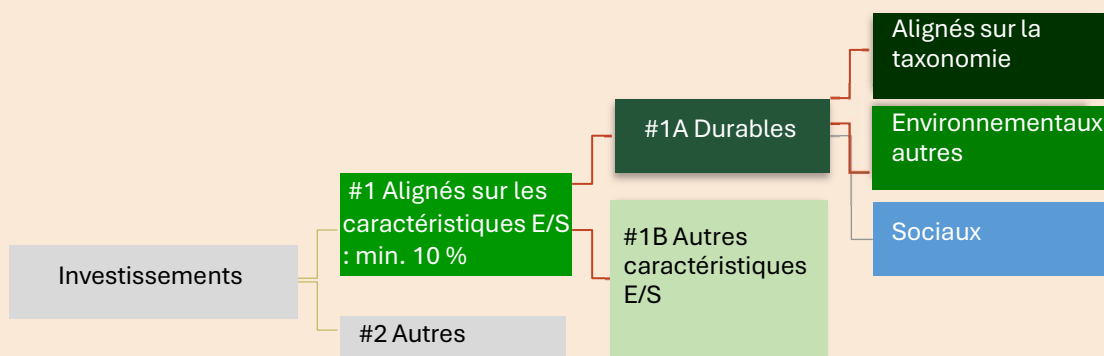 Investissements
#1 Alignés sur les
caractéristiques E/S
: min. 10 %
#2 Autres
#1A Durables
#1B Autres
caractéristiques
E/S
Alignés sur la
taxonomie
Environnementaux
autres
Sociaux